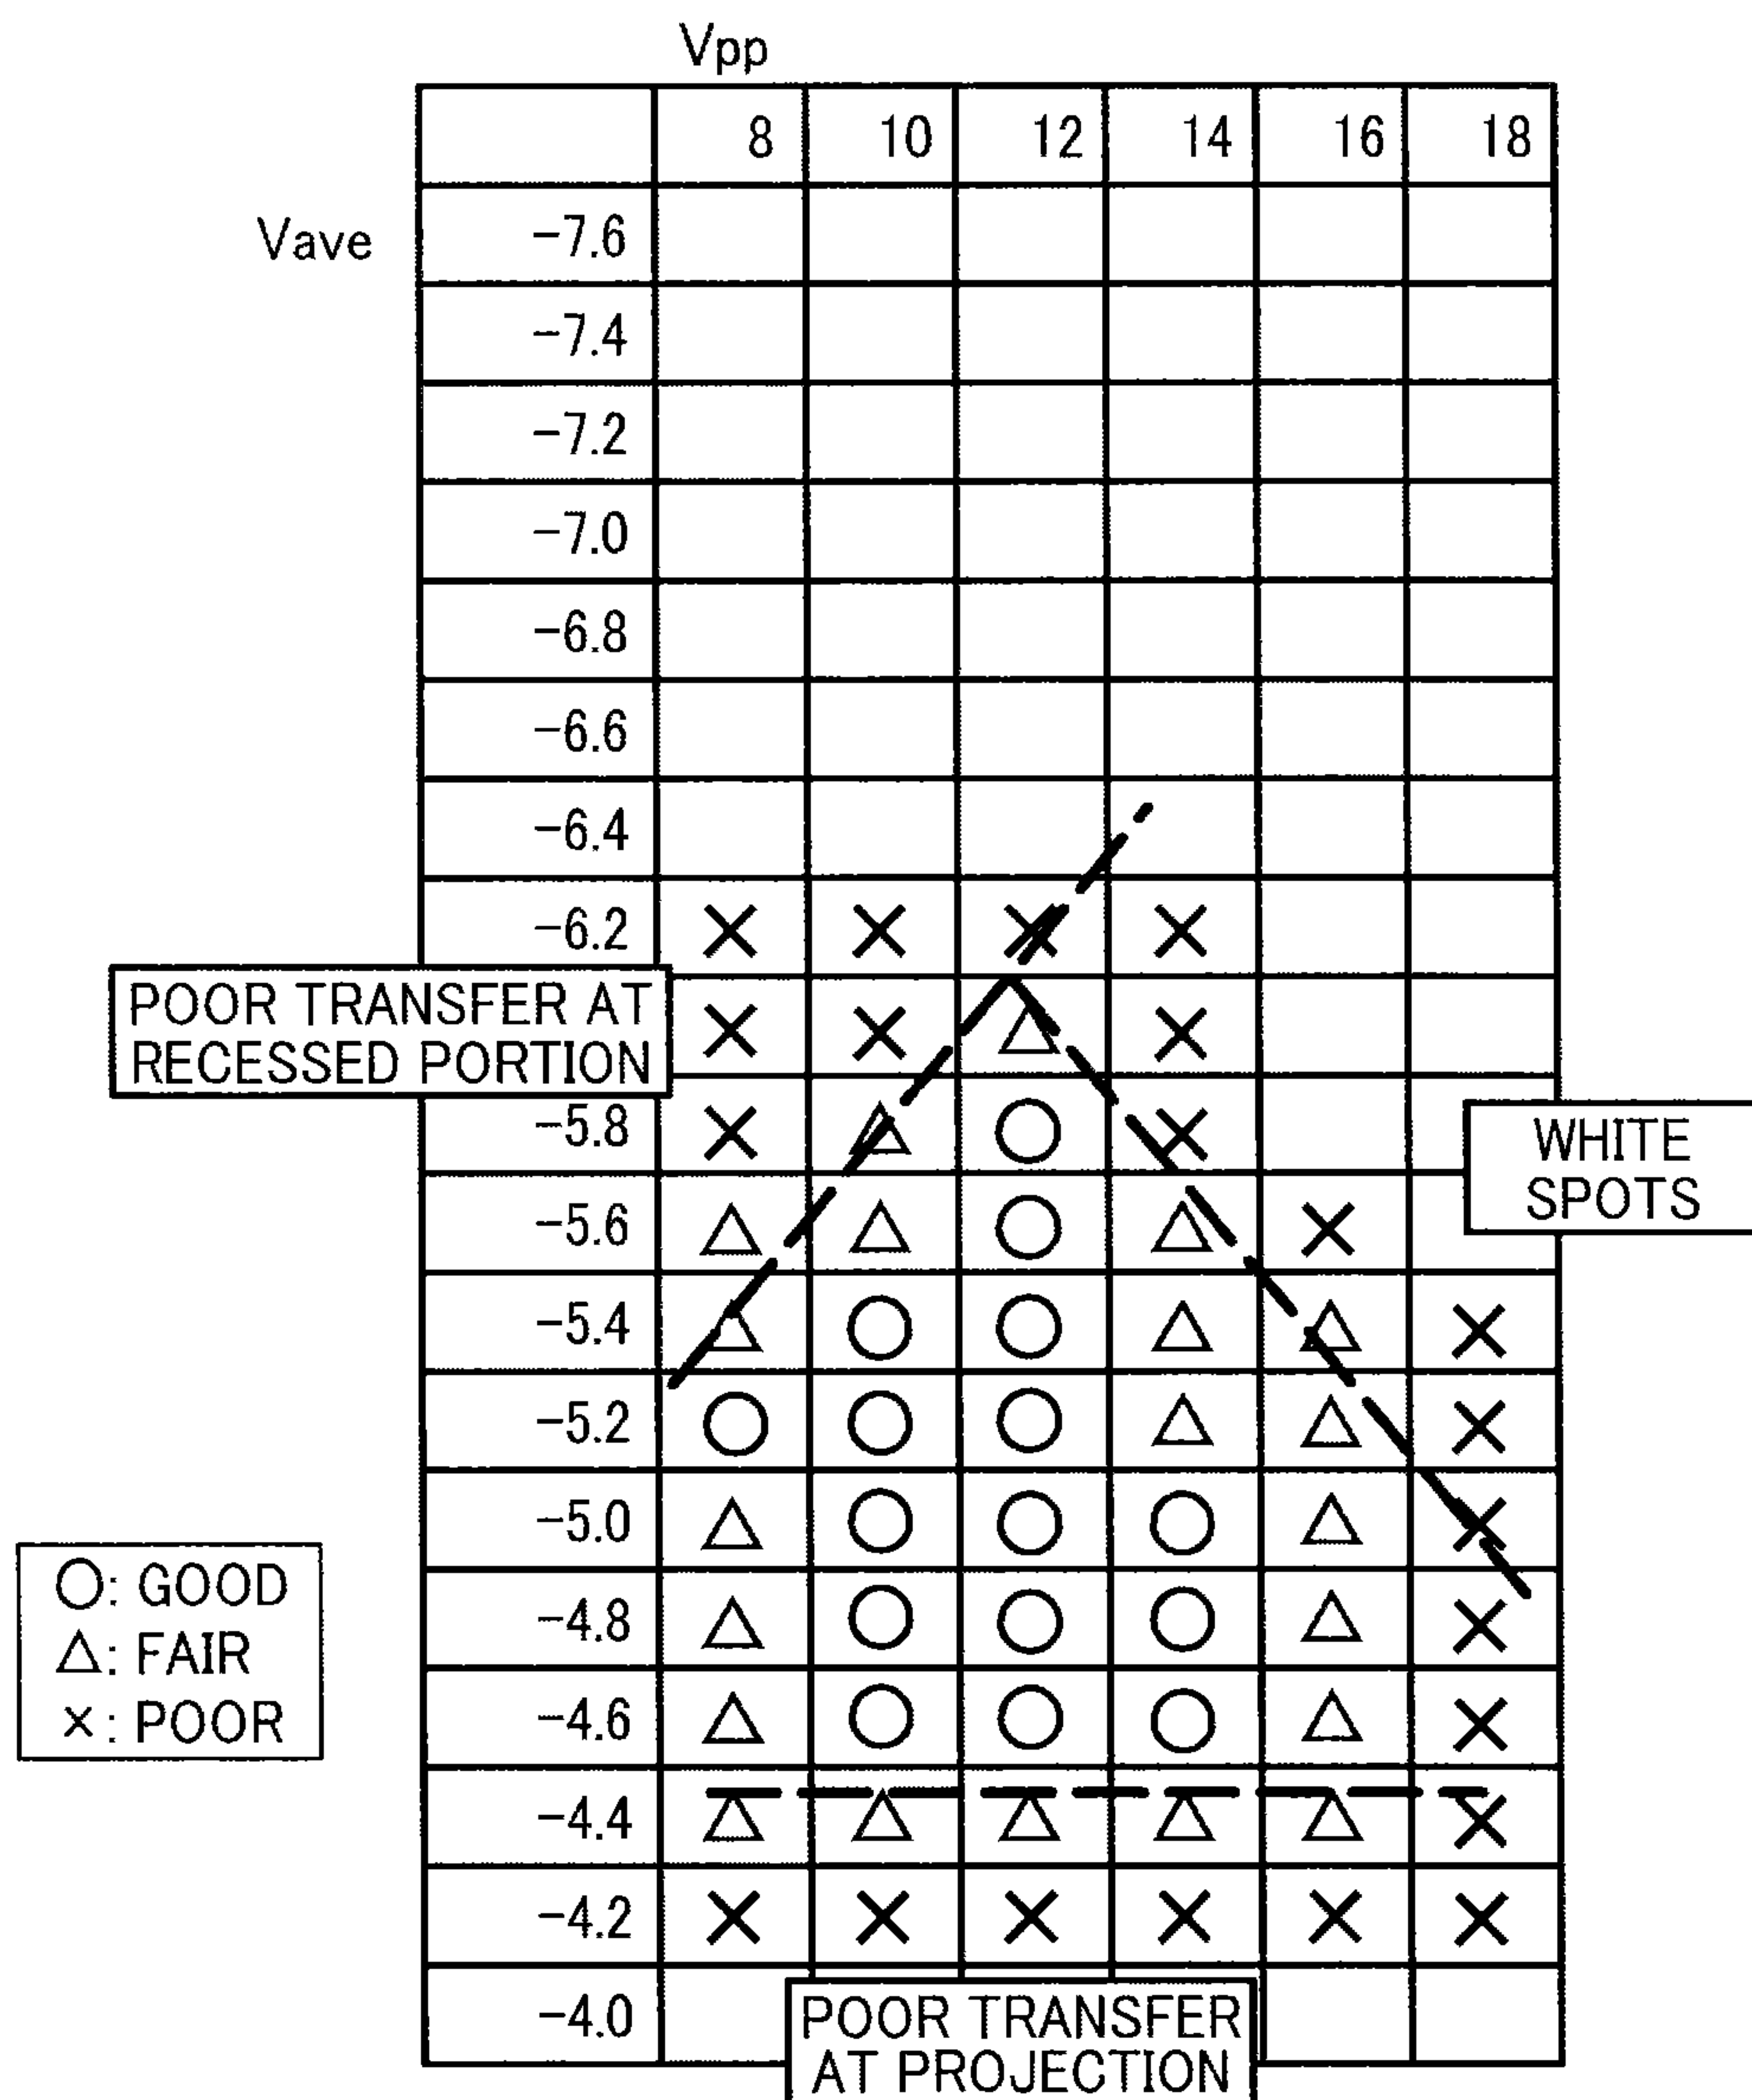 Vpp
8 10 12 14 16 18
Vave
-7.6
-7.4
-7.2
-7.0
-6.8
-6.6
-6.4
-6.2
POOR TRANSFER AT
RECESSED PORTION
-5.8
WHITE
SPOTS
-5.6
-5.4
-5.2
-5.0
○: GOOD
-4.8
△: FAIR
×: POOR
-4.6
-4.4
-4.2
-4.0
POOR TRANSFER
AT PROJECTION